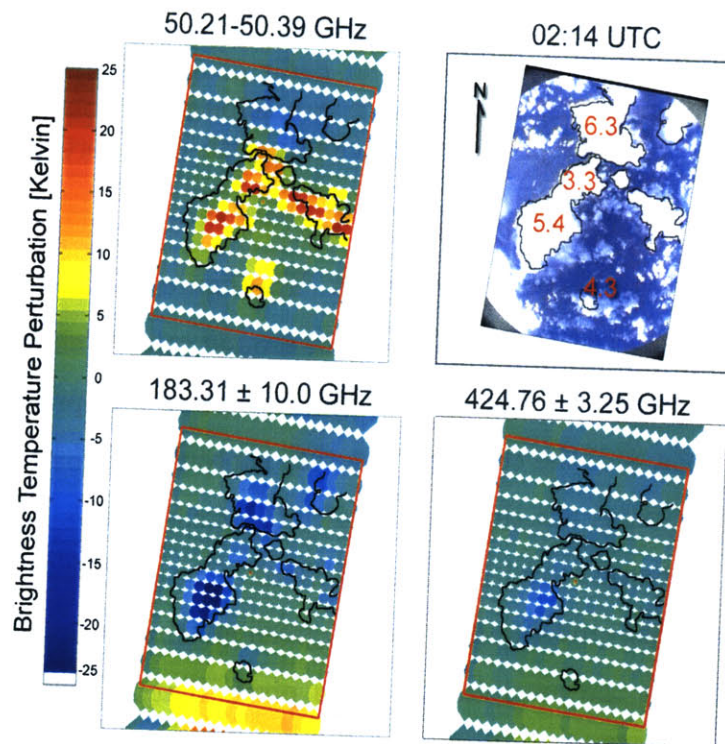 50.21-50.39 GHz
02:14 UTC
Brightness Temperature Perturbation [Kelvin]
25
20
15
10
5
0
-5
-10
-15
-20
-25
N
6.3
3.3
5.4
4.3
183.31 ± 10.0 GHz
424.76 ± 3.25 GHz